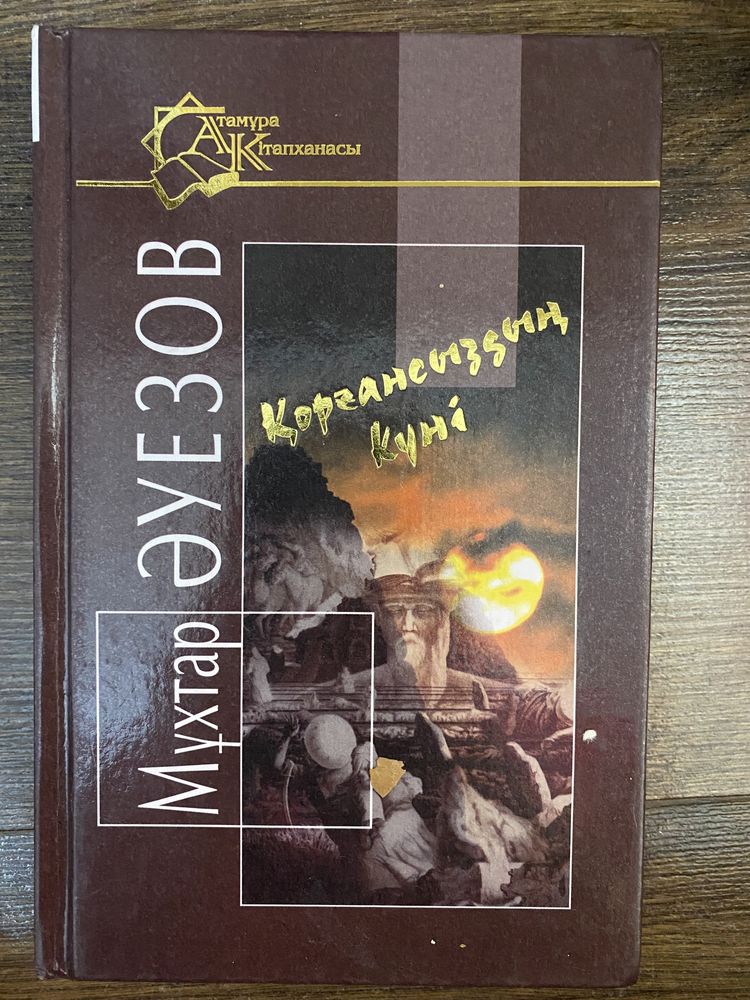 Атамұра
Кітапханасы
Мұхтар ӘУЕЗОВ
Қорғансыздың
күні